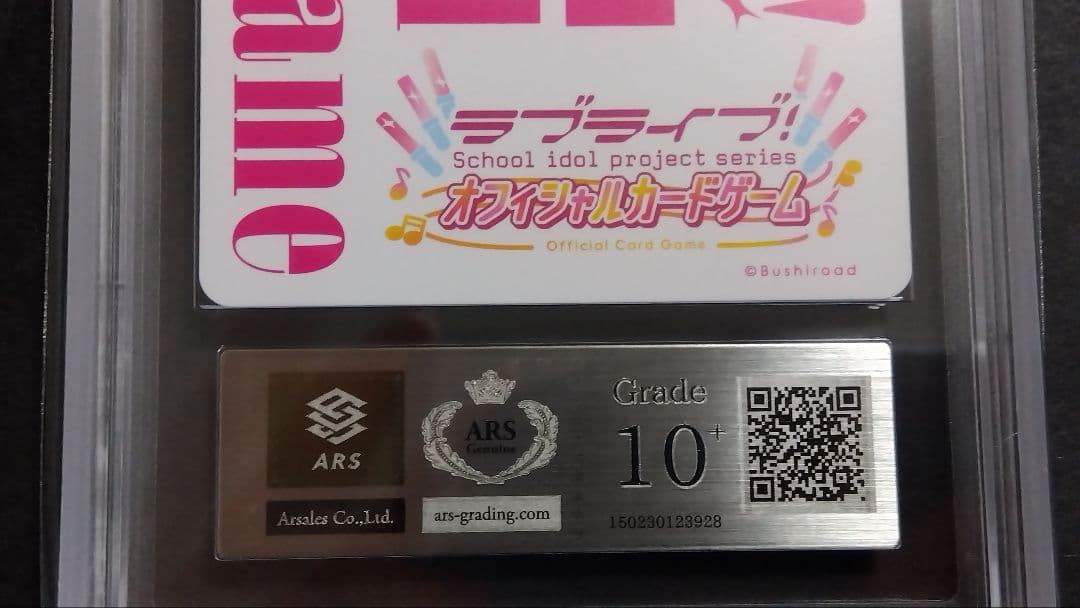 ame
!
ラブライブ!
School idol project series
オフィシャルカードゲーム
Official Card Game
©Bushiroad
ARS
Arsales Co.,Ltd.
ARS
Genuine
ars-grading.com
Grade
10+
150230123928